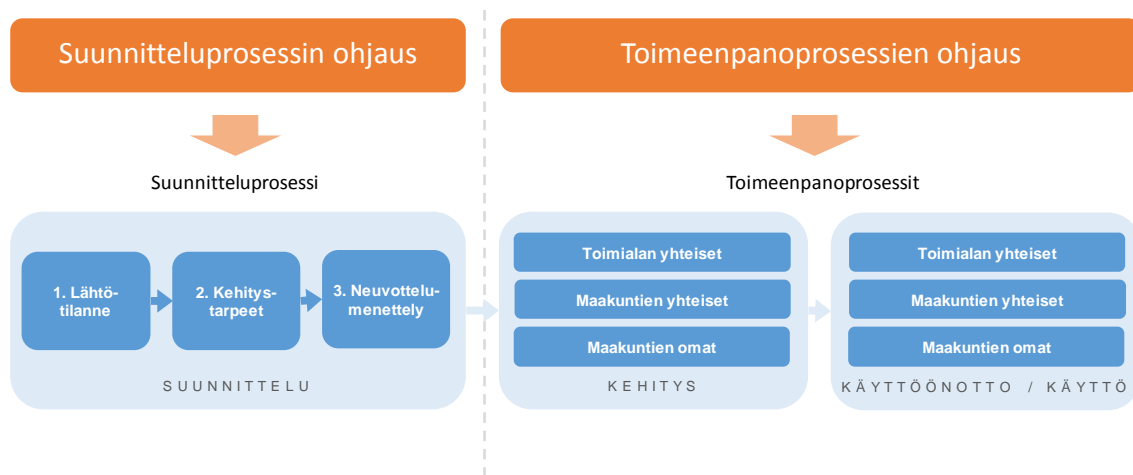 Suunnitteluprosessin ohjaus
Toimeenpanoprosessien ohjaus
Suunnitteluprosessi
Toimeenpanoprosessit
1. Lähtö-
tilanne
2. Kehitys-
tarpeet
3. Neuvottelu-
menettely
SUUNNITTELU
Toimialan yhteiset
Maakuntien yhteiset
Maakuntien omat
KEHITYS
Toimialan yhteiset
Maakuntien yhteiset
Maakuntien omat
KÄYTTÖÖNOTTO / KÄYTTÖ